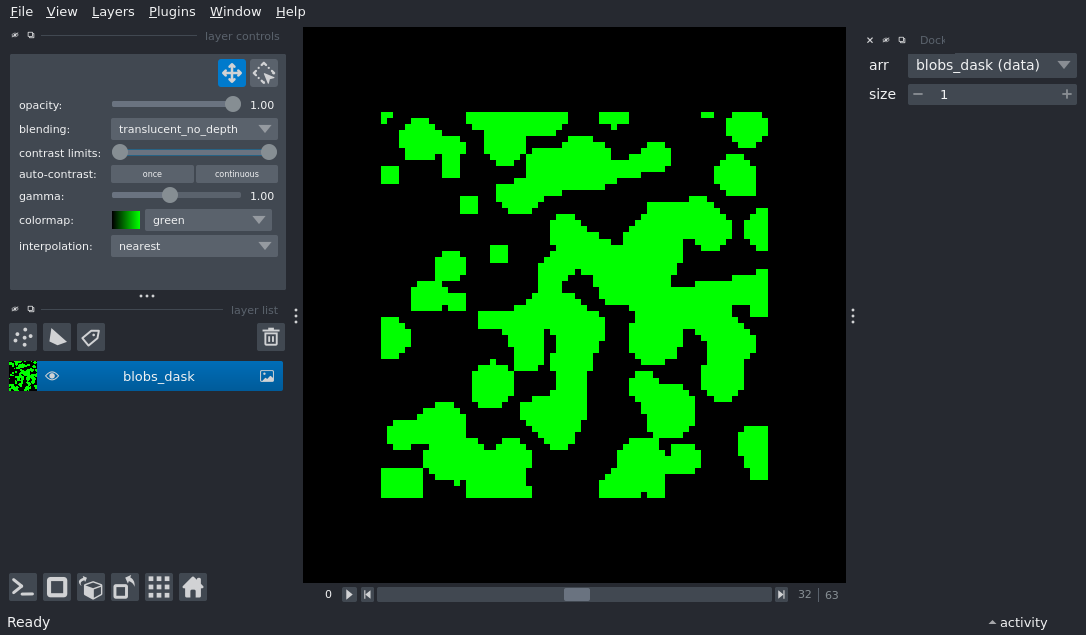 File View Layers Plugins Window Help
layer controls
opacity: 1.00
blending: translucent_no_depth
contrast limits:
auto-contrast: once continuous
gamma: 1.00
colormap: green
interpolation: nearest
layer list
blobs_dask
0 32 63
Dock
arr blobs_dask (data)
size 1
Ready
activity